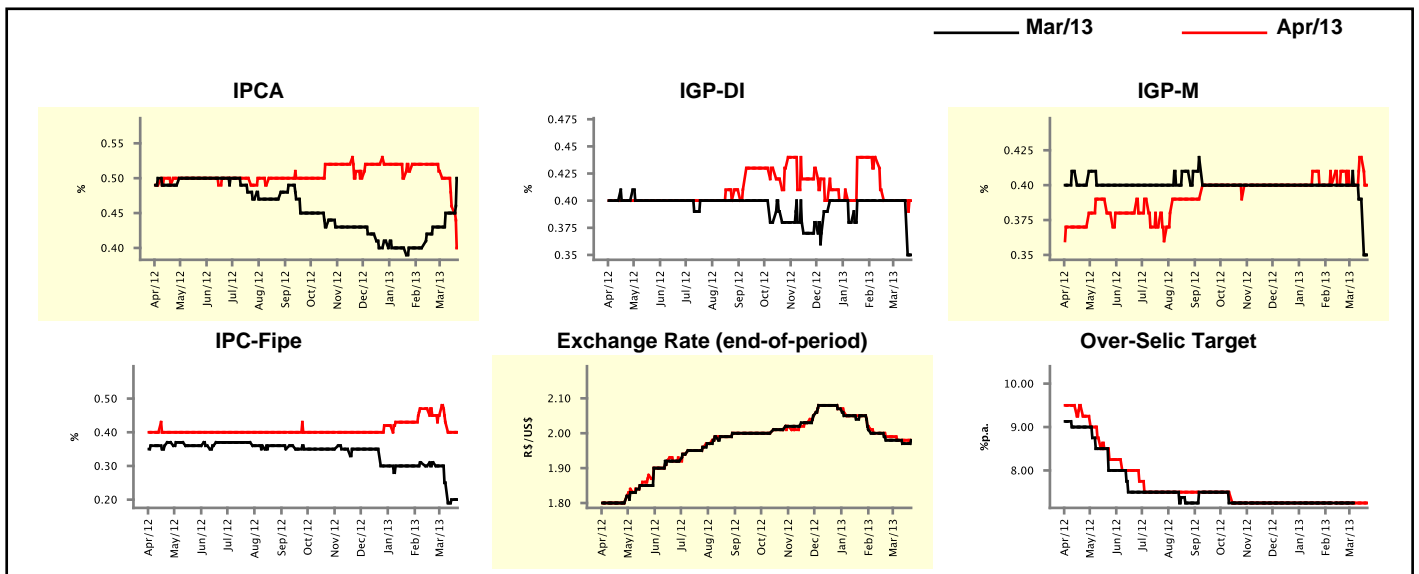 Mar/13 Apr/13
IPCA IGP-DI IGP-M
%
0.55
0.50
0.45
0.40
Apr/12 May/12 Jun/12 Jul/12 Aug/12 Sep/12 Oct/12 Nov/12 Dec/12 Jan/13 Feb/13 Mar/13
%
0.475
0.45
0.425
0.40
0.375
0.35
Apr/12 May/12 Jun/12 Jul/12 Aug/12 Sep/12 Oct/12 Nov/12 Dec/12 Jan/13 Feb/13 Mar/13
%
0.425
0.40
0.375
0.35
Apr/12 May/12 Jun/12 Jul/12 Aug/12 Sep/12 Oct/12 Nov/12 Dec/12 Jan/13 Feb/13 Mar/13
IPC-Fipe Exchange Rate (end-of-period) Over-Selic Target
%
0.50
0.40
0.30
0.20
Apr/12 May/12 Jun/12 Jul/12 Aug/12 Sep/12 Oct/12 Nov/12 Dec/12 Jan/13 Feb/13 Mar/13
R$/US$
2.10
2.00
1.90
1.80
Apr/12 May/12 Jun/12 Jul/12 Aug/12 Sep/12 Oct/12 Nov/12 Dec/12 Jan/13 Feb/13 Mar/13
%p.a.
10.00
9.00
8.00
Apr/12 May/12 Jun/12 Jul/12 Aug/12 Sep/12 Oct/12 Nov/12 Dec/12 Jan/13 Feb/13 Mar/13